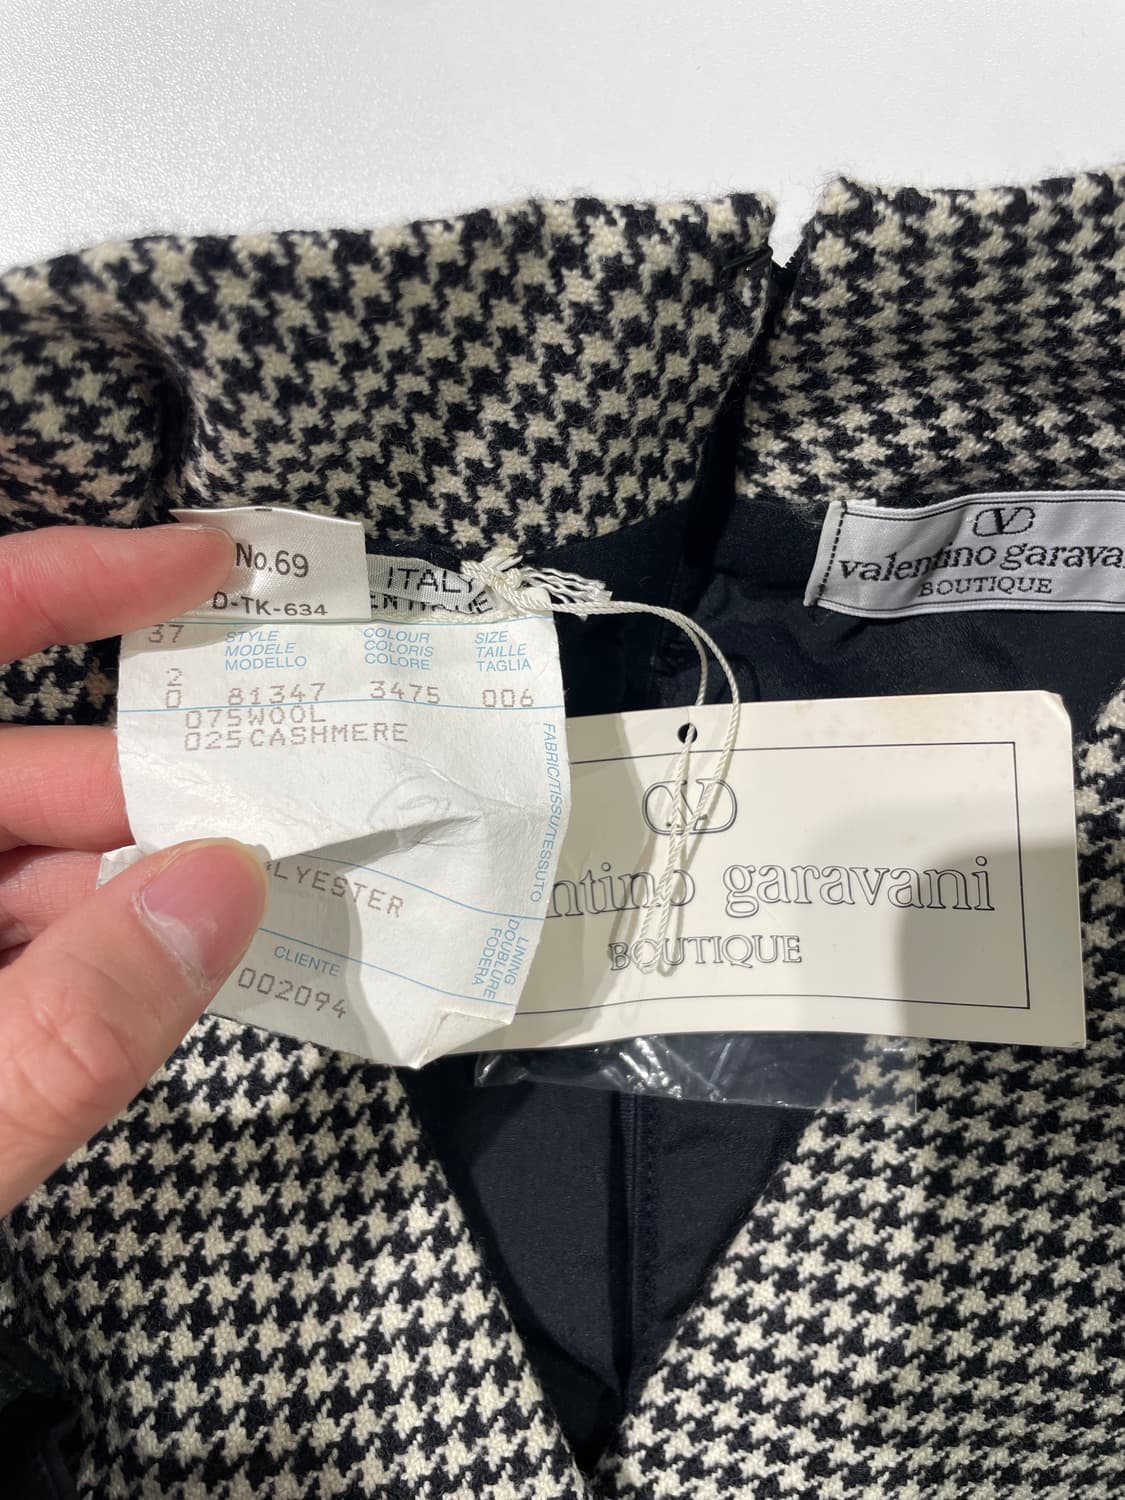 No.69
D-TK-634
ITALY
valentino garava
BOUTIQUE
37
STYLE
MODELE
MODELLO
COLOUR
COLORIS
COLORE
SIZE
TAILLE
TAGLIA
2
0 81347 3475 006
075WOOL
025CASHMERE
FABRIC/TISSU/TESSUTO
LYESTER
LINING
DOUBLURE
FODERA
CLIENTE
002094
ntino garavani
BOUTIQUE